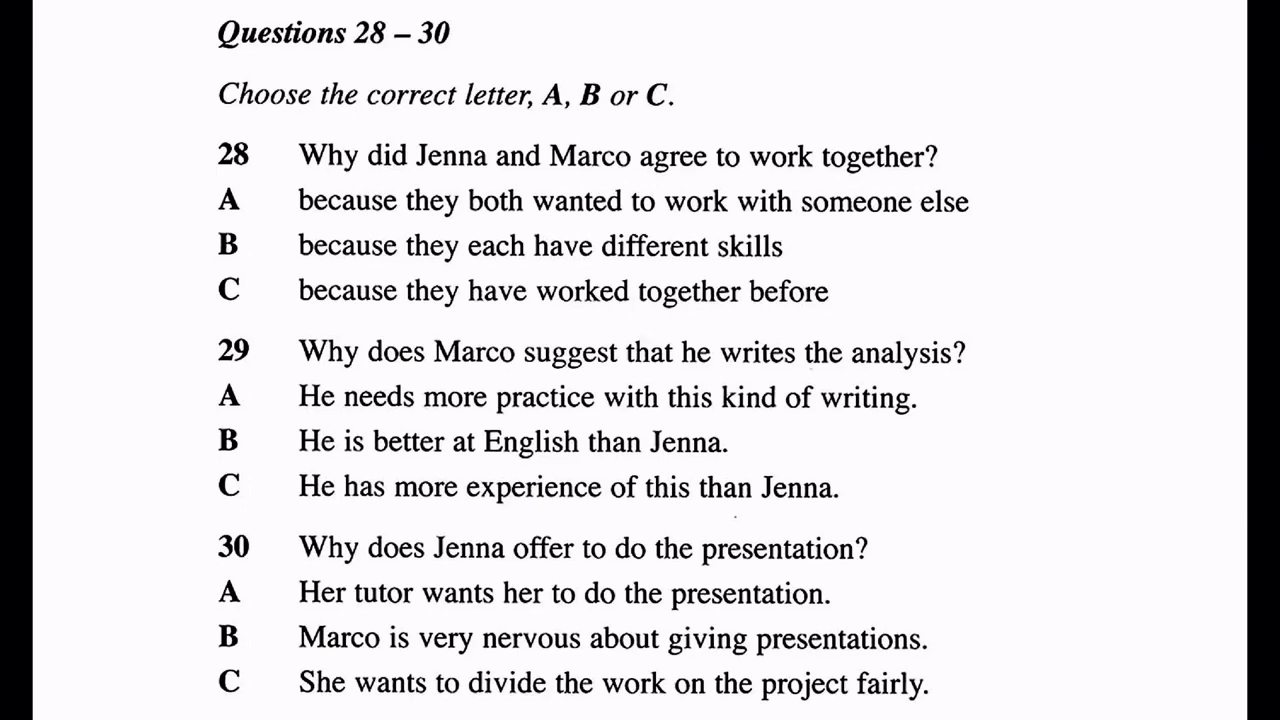 Questions 28 – 30
Choose the correct letter, A, B or C.
28 Why did Jenna and Marco agree to work together?
A because they both wanted to work with someone else
B because they each have different skills
C because they have worked together before
29 Why does Marco suggest that he writes the analysis?
A He needs more practice with this kind of writing.
B He is better at English than Jenna.
C He has more experience of this than Jenna.
30 Why does Jenna offer to do the presentation?
A Her tutor wants her to do the presentation.
B Marco is very nervous about giving presentations.
C She wants to divide the work on the project fairly.